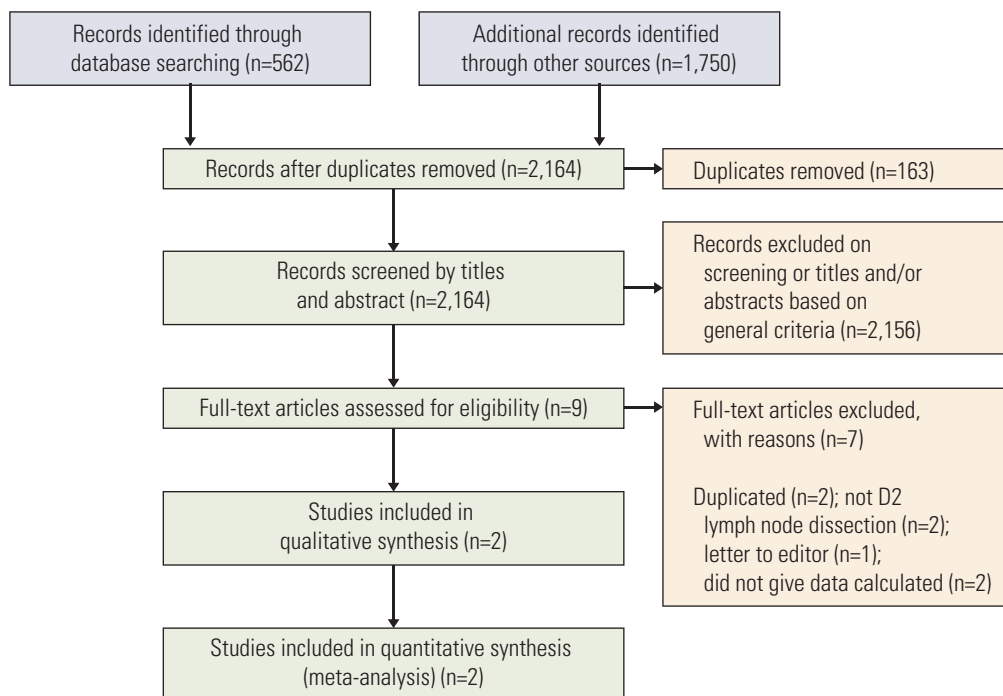 Records identified through
database searching (n=562)
Additional records identified
through other sources (n=1,750)
Records after duplicates removed (n=2,164)
Duplicates removed (n=163)
Records screened by titles
and abstract (n=2,164)
Records excluded on
screening or titles and/or
abstracts based on
general criteria (n=2,156)
Full-text articles assessed for eligibility (n=9)
Full-text articles excluded,
with reasons (n=7)
Duplicated (n=2); not D2
lymph node dissection (n=2);
letter to editor (n=1);
did not give data calculated (n=2)
Studies included in
qualitative synthesis (n=2)
Studies included in quantitative synthesis
(meta-analysis) (n=2)